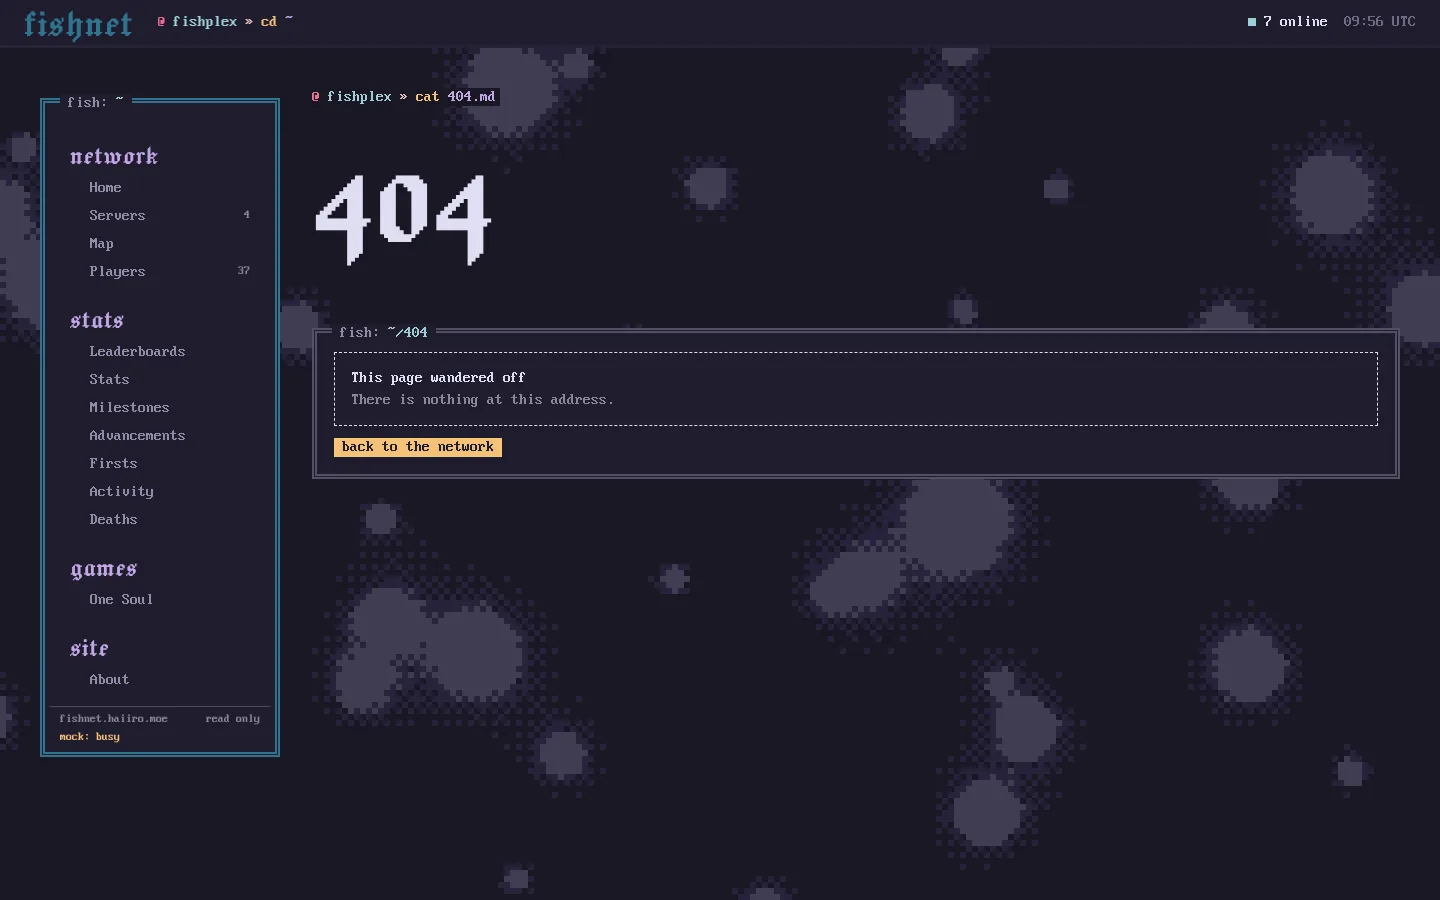 fishnet @ fishplex » cd ~ 7 online 09:56 UTC
fish: ~
network
Home
Servers 4
Map
Players 37
stats
Leaderboards
Stats
Milestones
Advancements
Firsts
Activity
Deaths
games
One Soul
site
About
fishnet.haiiro.moe read only
mock: busy
@ fishplex » cat 404.md
404
fish: ~/404
This page wandered off
There is nothing at this address.
back to the network